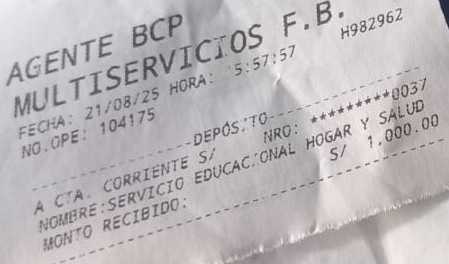 AGENTE BCP
MULTISERVICIOS F.B.
FECHA: 21/08/25 HORA: 5:57:57 H982962
NO.OPE: 104175
DEPÓSITO
A CTA. CORRIENTE S/ NRO: *********0037
NOMBRE:SERVICIO EDUCACIONAL HOGAR Y SALUD
MONTO RECIBIDO: S/ 1,000.00